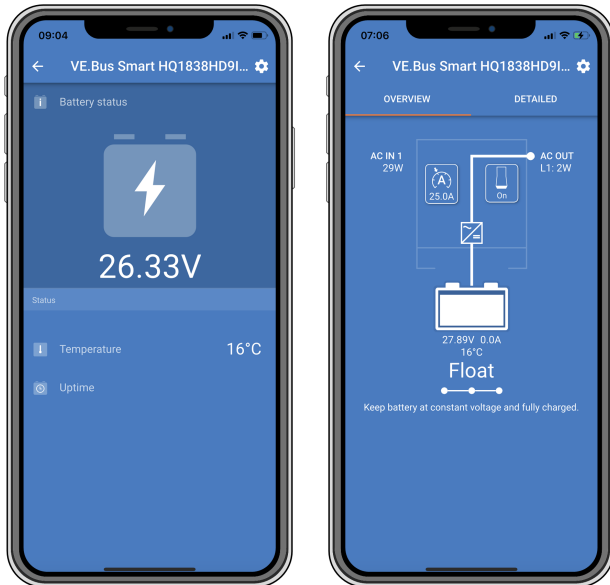 09:04
VE.Bus Smart HQ1838HD9I...
Battery status
26.33V
Status
Temperature 16°C
Uptime
07:06
VE.Bus Smart HQ1838HD9I...
OVERVIEW DETAILED
AC IN 1
29W
A
25.0A
On
AC OUT
L1: 2W
27.89V 0.0A
16°C
Float
Keep battery at constant voltage and fully charged.